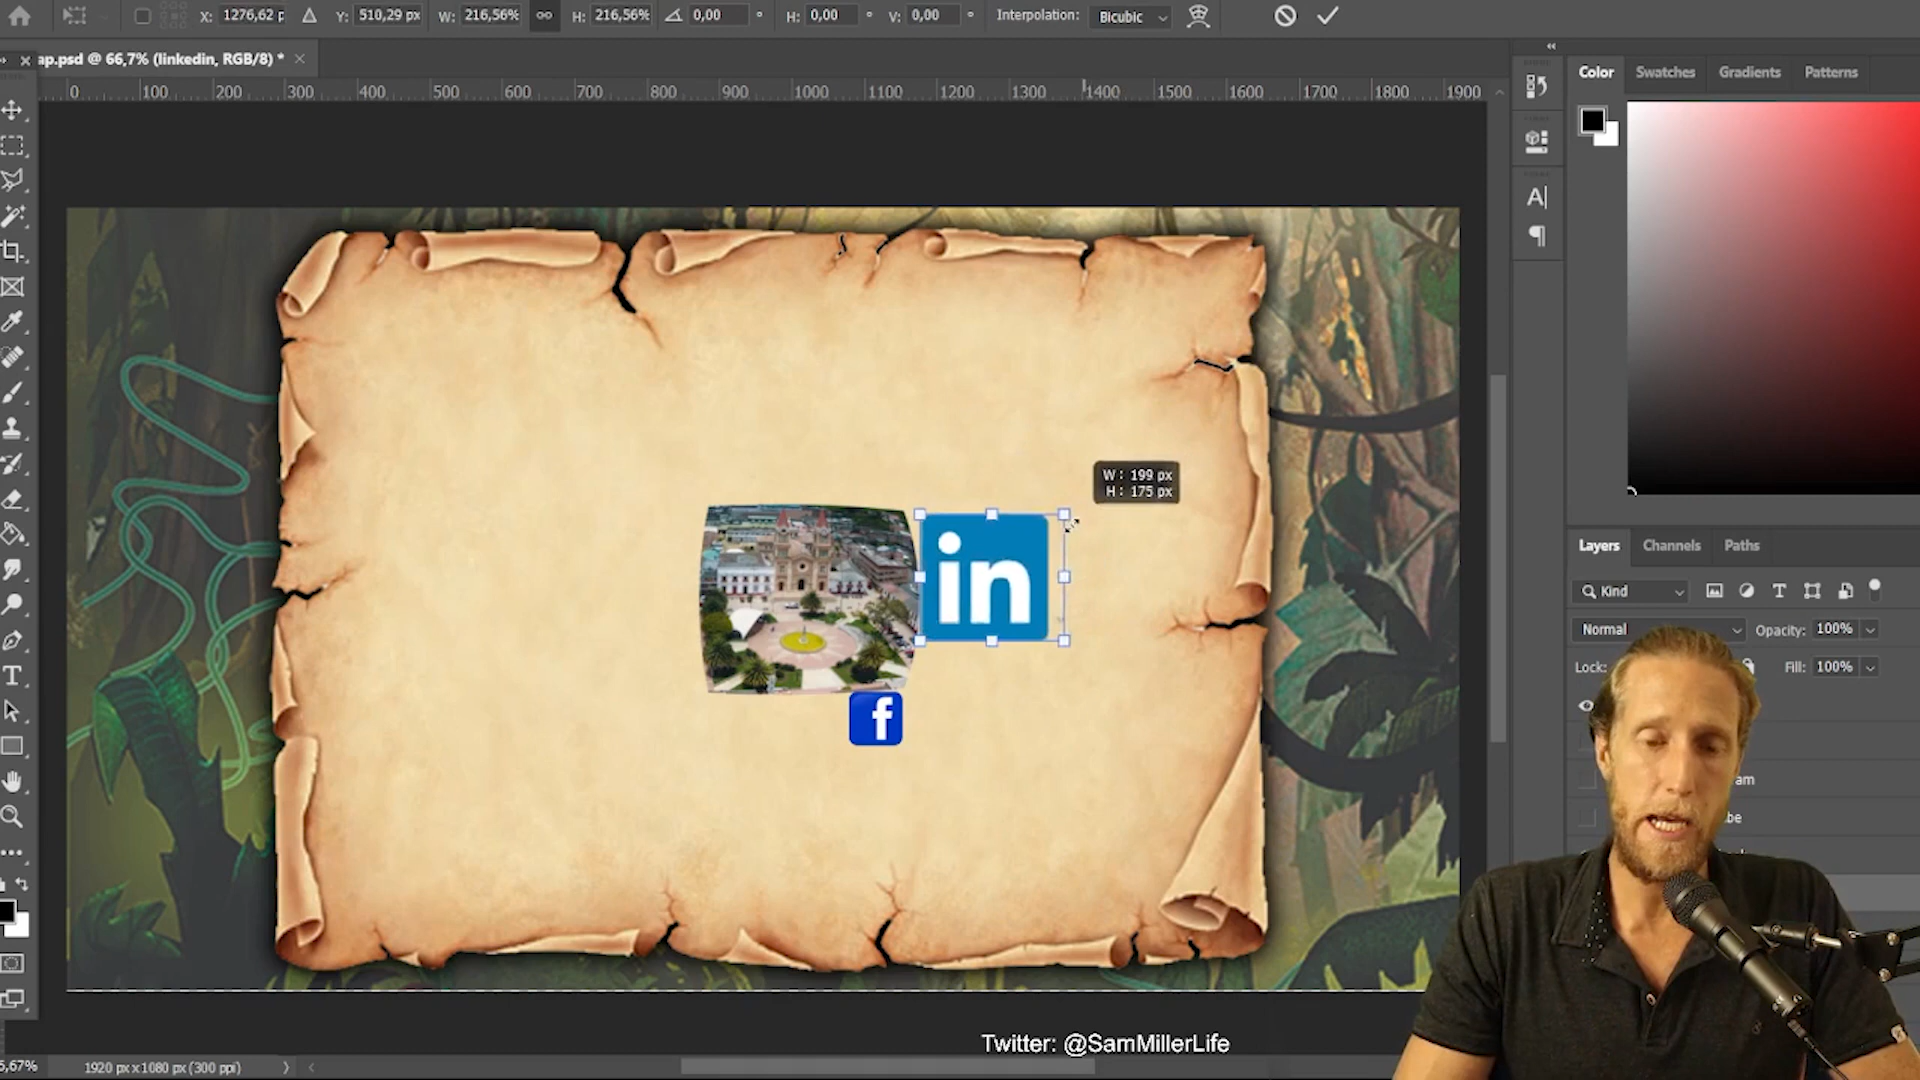 X: 1276,62 p Y: 510,29 px W: 216,56% H: 216,56% 0,00 ° H: 0,00 ° V: 0,00 ° Interpolation: Bicubic
ap.psd @ 66,7% (linkedin, RGB/8) * ×
Color Swatches Gradients Patterns
0 100 200 300 400 500 600 700 800 900 1000 1100 1200 1300 1400 1500 1600 1700 1800 1900
W: 199 px
H: 175 px
in
f
Layers Channels Paths
Kind
Normal Opacity: 100%
Lock: Fill: 100%
am
be
Twitter: @SamMillerLife
6,67% 1920 px x 1080 px (300 ppi)